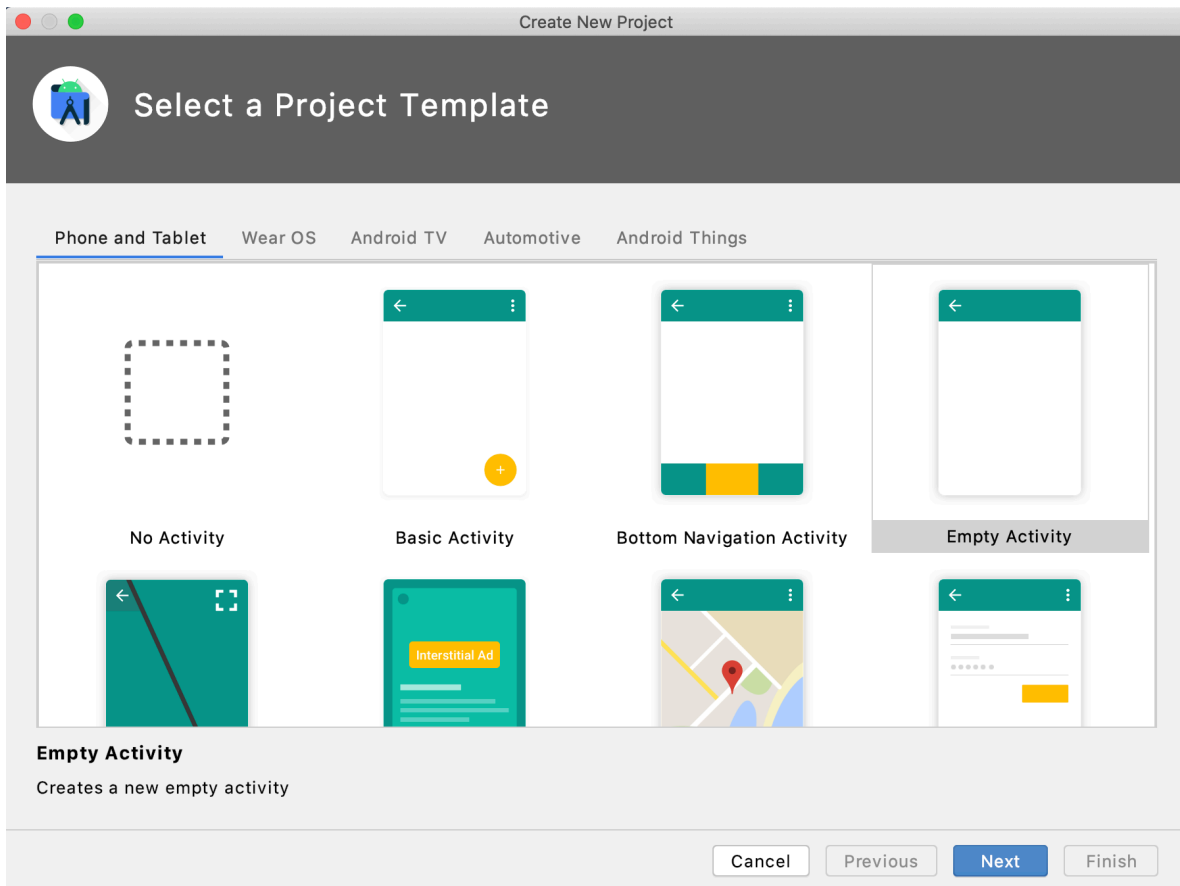 Create New Project
Select a Project Template
Phone and Tablet
Wear OS
Android TV
Automotive
Android Things
No Activity
Basic Activity
Bottom Navigation Activity
Empty Activity
Interstitial Ad
Empty Activity
Creates a new empty activity
Cancel
Previous
Next
Finish